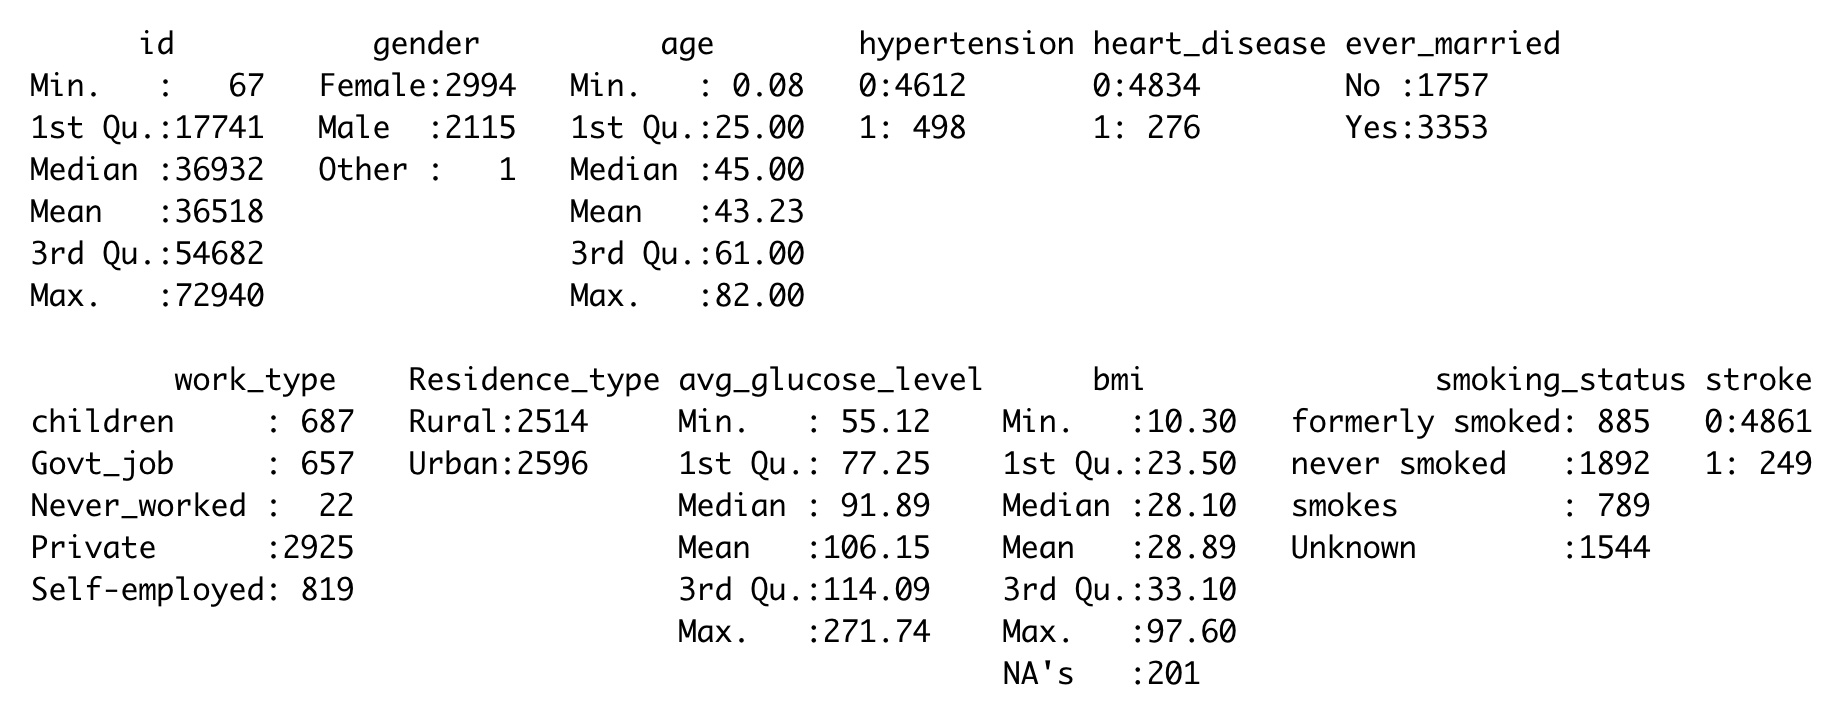 id           gender          age        hypertension heart_disease ever_married
Min.   :   67   Female:2994   Min.   : 0.08   0:4612       0:4834        No :1757
1st Qu.:17741   Male  :2115   1st Qu.:25.00   1: 498       1: 276        Yes:3353
Median :36932   Other :   1   Median :45.00
Mean   :36518                 Mean   :43.23
3rd Qu.:54682                 3rd Qu.:61.00
Max.   :72940                 Max.   :82.00

        work_type    Residence_type avg_glucose_level      bmi                smoking_status stroke
children     : 687   Rural:2514     Min.   : 55.12    Min.   :10.30   formerly smoked: 885   0:4861
Govt_job     : 657   Urban:2596     1st Qu.: 77.25    1st Qu.:23.50   never smoked   :1892   1: 249
Never_worked :  22                  Median : 91.89    Median :28.10   smokes         : 789
Private      :2925                  Mean   :106.15    Mean   :28.89   Unknown        :1544
Self-employed: 819                  3rd Qu.:114.09    3rd Qu.:33.10
                                    Max.   :271.74    Max.   :97.60
                                                      NA's   :201